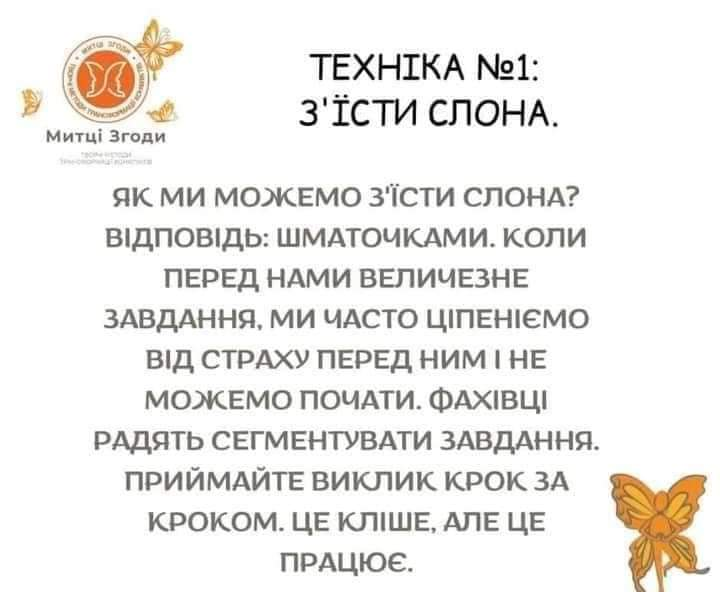 МИТЦІ ЗГОДИ
Митці Згоди
ТЕХНІКА №1:
З'ЇСТИ СЛОНА.
ЯК МИ МОЖЕМО З'ЇСТИ СЛОНА?
ВІДПОВІДЬ: ШМАТОЧКАМИ. КОЛИ
ПЕРЕД НАМИ ВЕЛИЧЕЗНЕ
ЗАВДАННЯ, МИ ЧАСТО ЦІПЕНІЄМО
ВІД СТРАХУ ПЕРЕД НИМ І НЕ
МОЖЕМО ПОЧАТИ. ФАХІВЦІ
РАДЯТЬ СЕГМЕНТУВАТИ ЗАВДАННЯ.
ПРИЙМАЙТЕ ВИКЛИК КРОК ЗА
КРОКОМ. ЦЕ КЛІШЕ, АЛЕ ЦЕ
ПРАЦЮЄ.